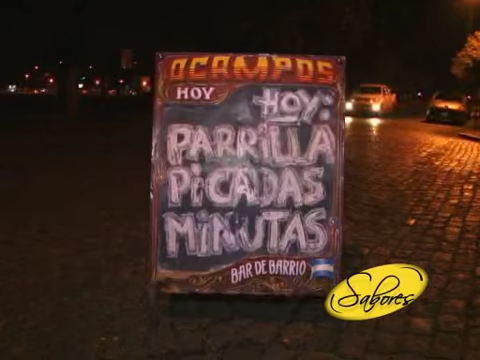 OCAMPOS
HOY
HOY:
PARRILLA
PiCADAS
MiNUTAS
BAR DE BARRIO
Sabores